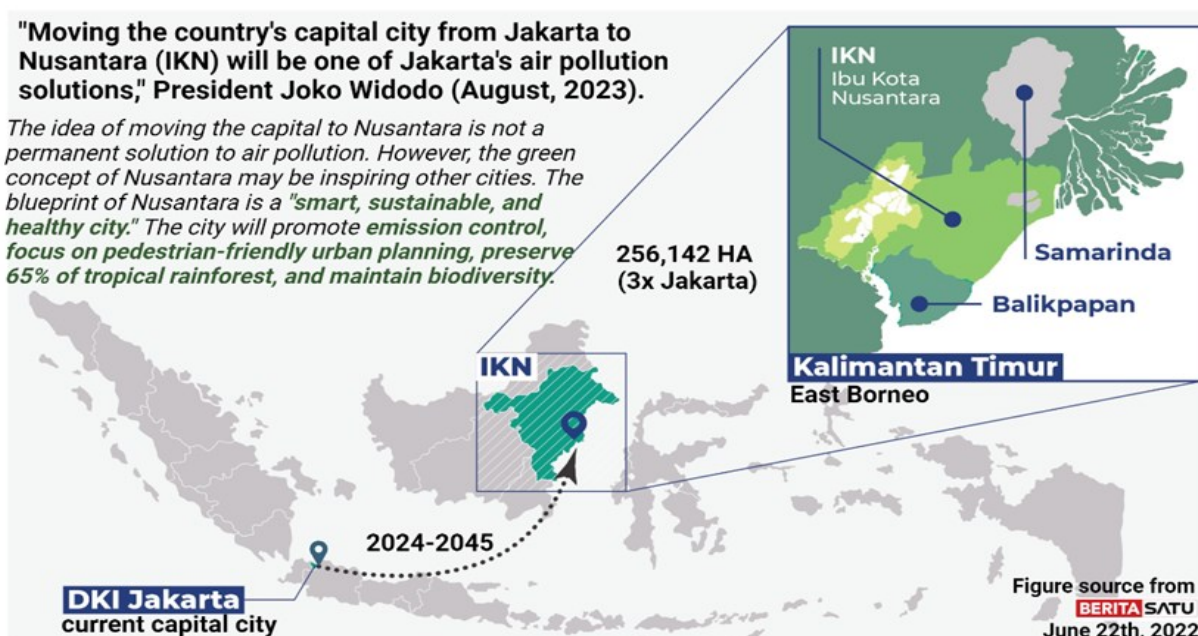 "Moving the country's capital city from Jakarta to
Nusantara (IKN) will be one of Jakarta's air pollution
solutions," President Joko Widodo (August, 2023).
The idea of moving the capital to Nusantara is not a
permanent solution to air pollution. However, the green
concept of Nusantara may be inspiring other cities. The
blueprint of Nusantara is a "smart, sustainable, and
healthy city." The city will promote emission control,
focus on pedestrian-friendly urban planning, preserve
65% of tropical rainforest, and maintain biodiversity.
256,142 HA
(3x Jakarta)
IKN
Ibu Kota
Nusantara
Samarinda
Balikpapan
Kalimantan Timur
East Borneo
IKN
2024-2045
DKI Jakarta
current capital city
Figure source from
BERITA SATU
June 22th, 2022